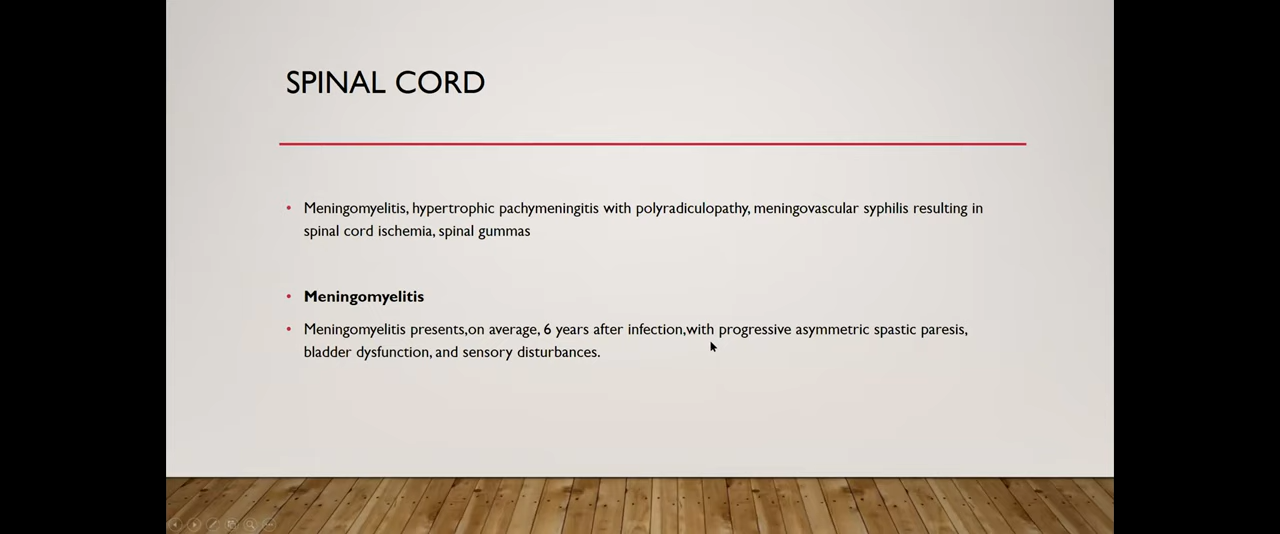 SPINAL CORD
• Meningomyelitis, hypertrophic pachymeningitis with polyradiculopathy, meningovascular syphilis resulting in
spinal cord ischemia, spinal gummas
• Meningomyelitis
• Meningomyelitis presents,on average, 6 years after infection,with progressive asymmetric spastic paresis,
bladder dysfunction, and sensory disturbances.